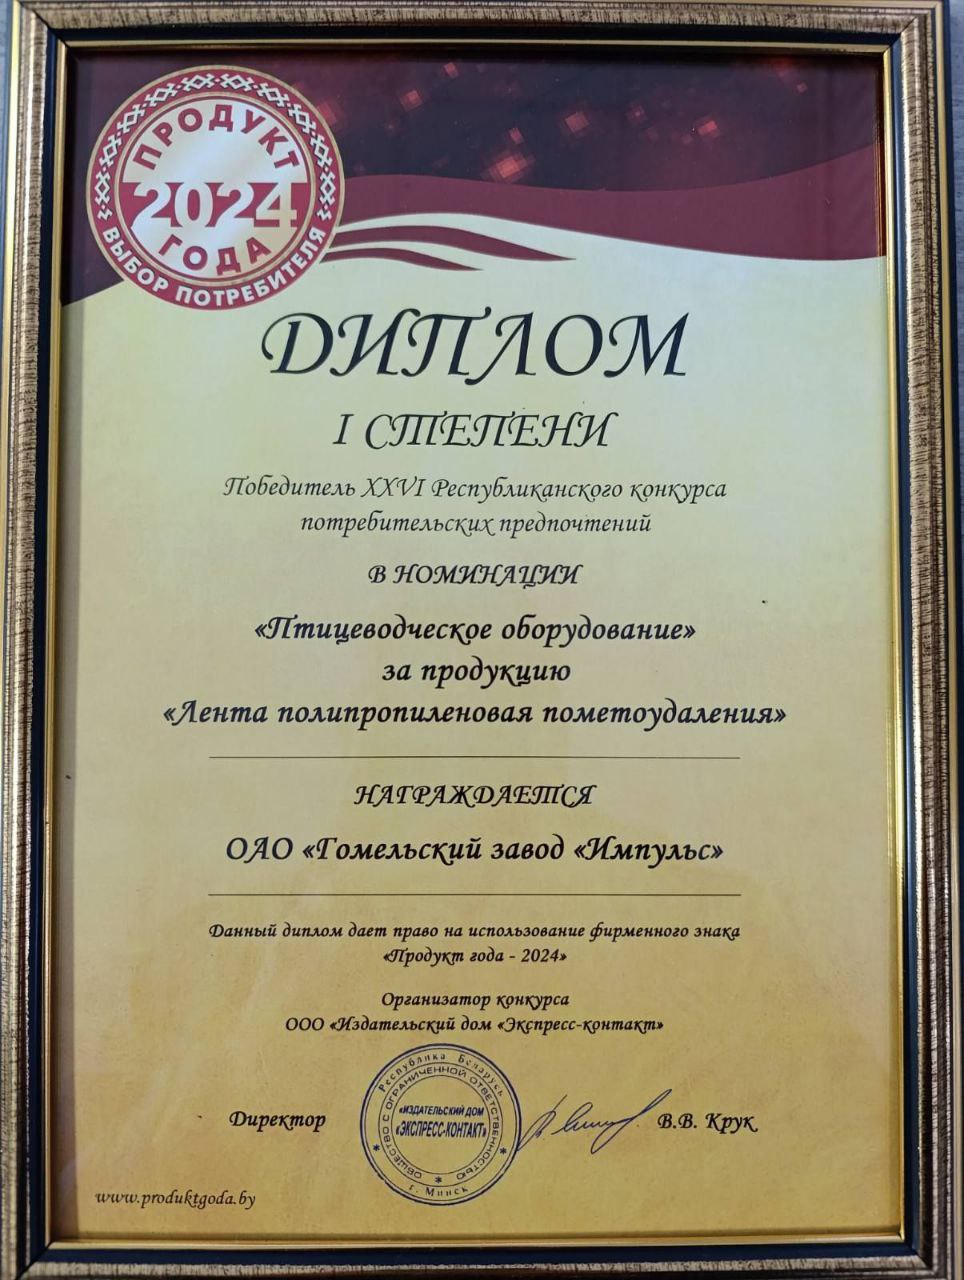 ПРОДУКТ
2024
ГОДА
ВЫБОР ПОТРЕБИТЕЛЯ
ДИПЛОМ
I СТЕПЕНИ
Победитель XXVI Республиканского конкурса
потребительских предпочтений
В НОМИНАЦИИ
«Птицеводческое оборудование»
за продукцию
«Лента полипропиленовая пометоудаления»
НАГРАЖДАЕТСЯ
ОАО «Гомельский завод «Импульс»
Данный диплом дает право на использование фирменного знака
«Продукт года - 2024»
Организатор конкурса
ООО «Издательский дом «Экспресс-контакт»
Республика Беларусь
ОБЩЕСТВО С ОГРАНИЧЕННОЙ ОТВЕТСТВЕННОСТЬЮ
«ИЗДАТЕЛЬСКИЙ ДОМ
«ЭКСПРЕСС-КОНТАКТ»
г. Минск
Директор
В.В. Крук
www.produktgoda.by